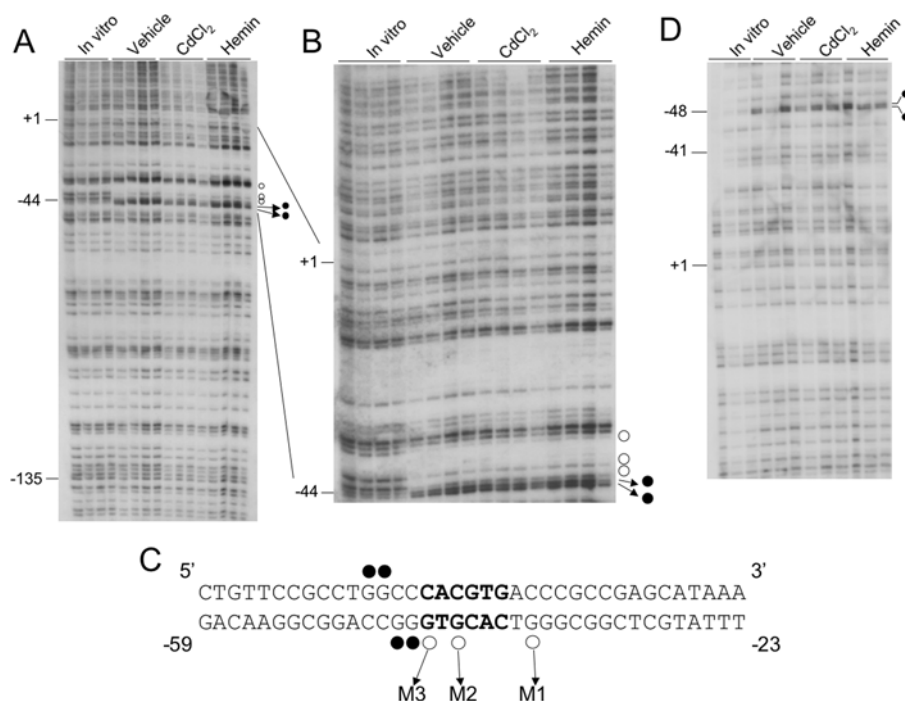 A
In vitro
Vehicle
CdCl₂
Hemin
+1
-44
-135
B
In vitro
Vehicle
CdCl₂
Hemin
+1
-44
D
In vitro
Vehicle
CdCl₂
Hemin
-48
-41
+1
C
5’ 3’
CTGTTCCGCCTGGCCCACGTGACCCGCCGAGCATAAA
GACAAGGCGGACCGGGTGCACTGGGCGGCTCGTATTT
-59 -23
M3 M2 M1